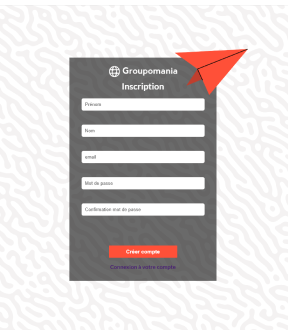 Groupomania
Inscription
Prénom
Nom
email
Mot de passe
Confirmation mot de passe
Créer compte
Connexion à votre compte